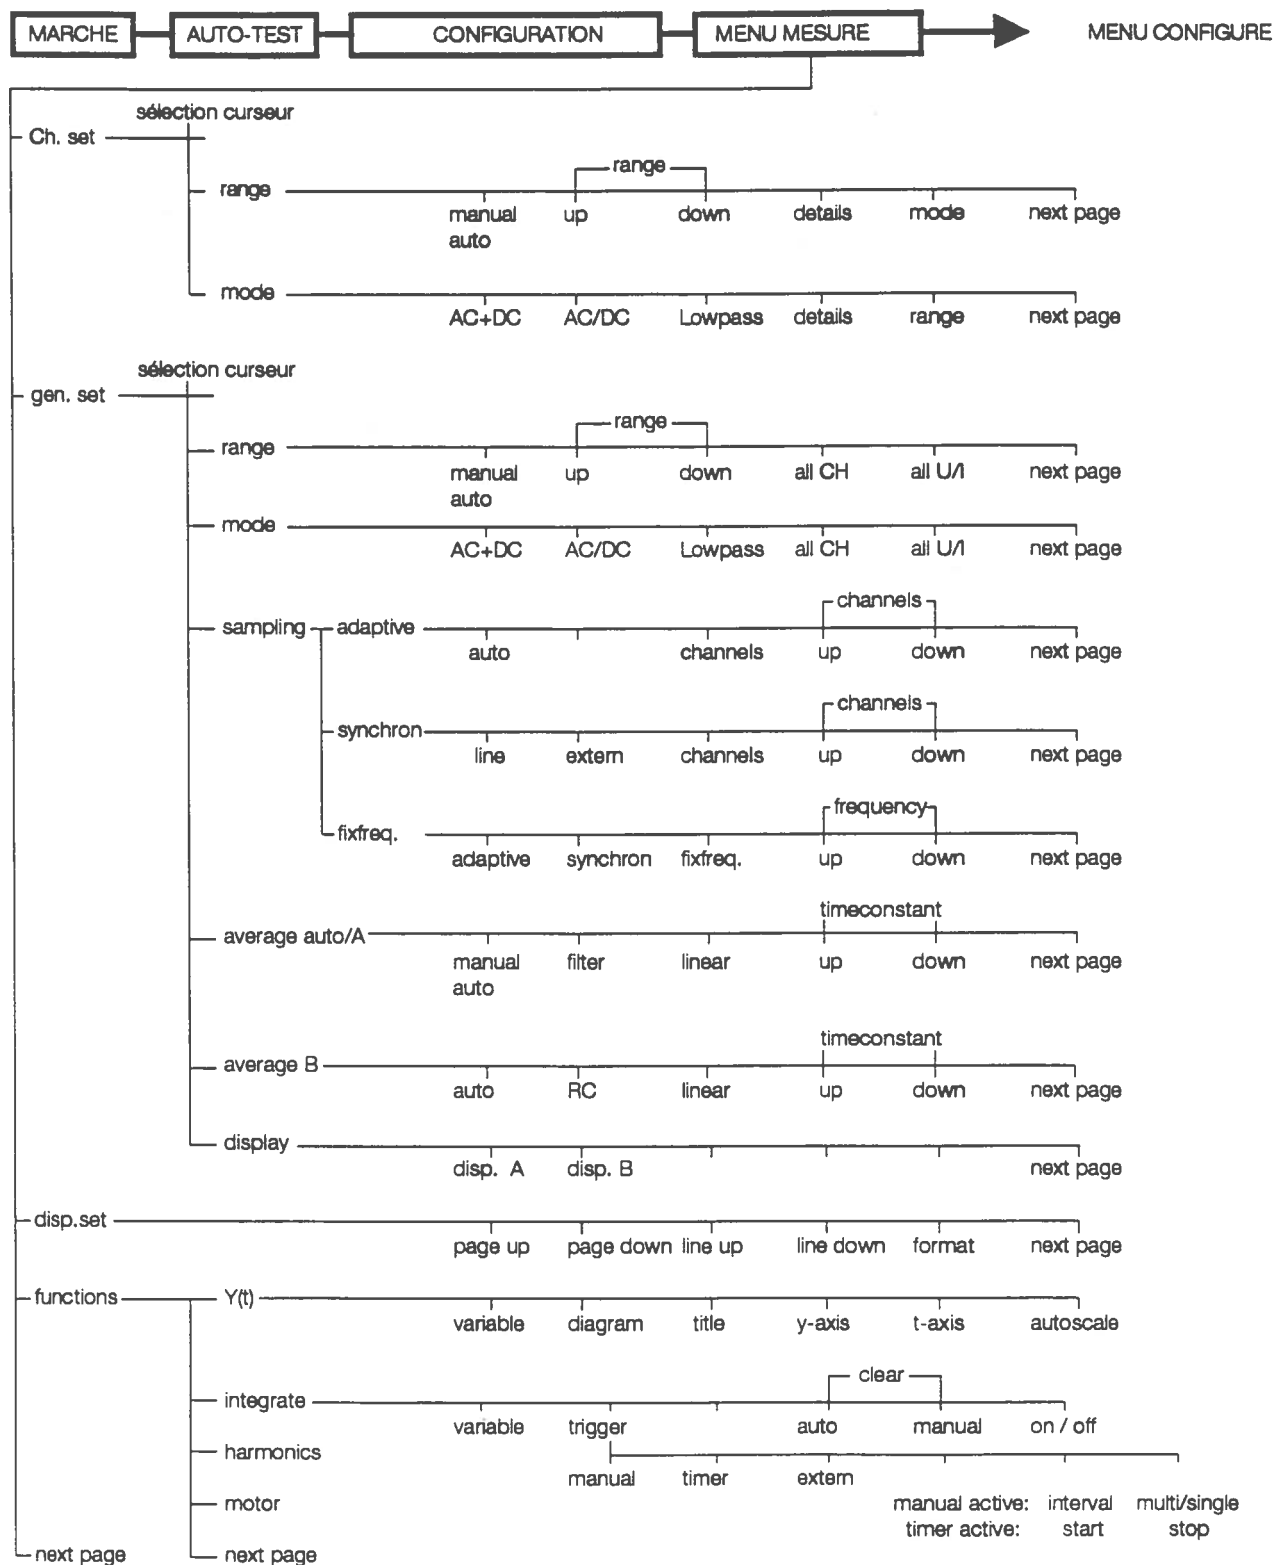 MARCHE AUTO-TEST CONFIGURATION MENU MESURE MENU CONFIGURE
sélection curseur
Ch. set
range
range
manual up down details mode next page
auto
mode
AC+DC AC/DC Lowpass details range next page
sélection curseur
gen. set
range
range
manual up down all CH all U/I next page
auto
mode
AC+DC AC/DC Lowpass all CH all U/I next page
channels
sampling adaptive
auto channels up down next page
channels
synchron
line extern channels up down next page
frequency
fixfreq.
adaptive synchron fixfreq. up down next page
timeconstant
average auto/A
manual filter linear up down next page
auto
timeconstant
average B
auto RC linear up down next page
display
disp. A disp. B next page
disp.set
page up page down line up line down format next page
functions Y(t)
variable diagram title y-axis t-axis autoscale
clear
integrate
variable trigger auto manual on / off
harmonics
manual timer extern
motor
manual active: interval multi/single
timer active: start stop
next page next page